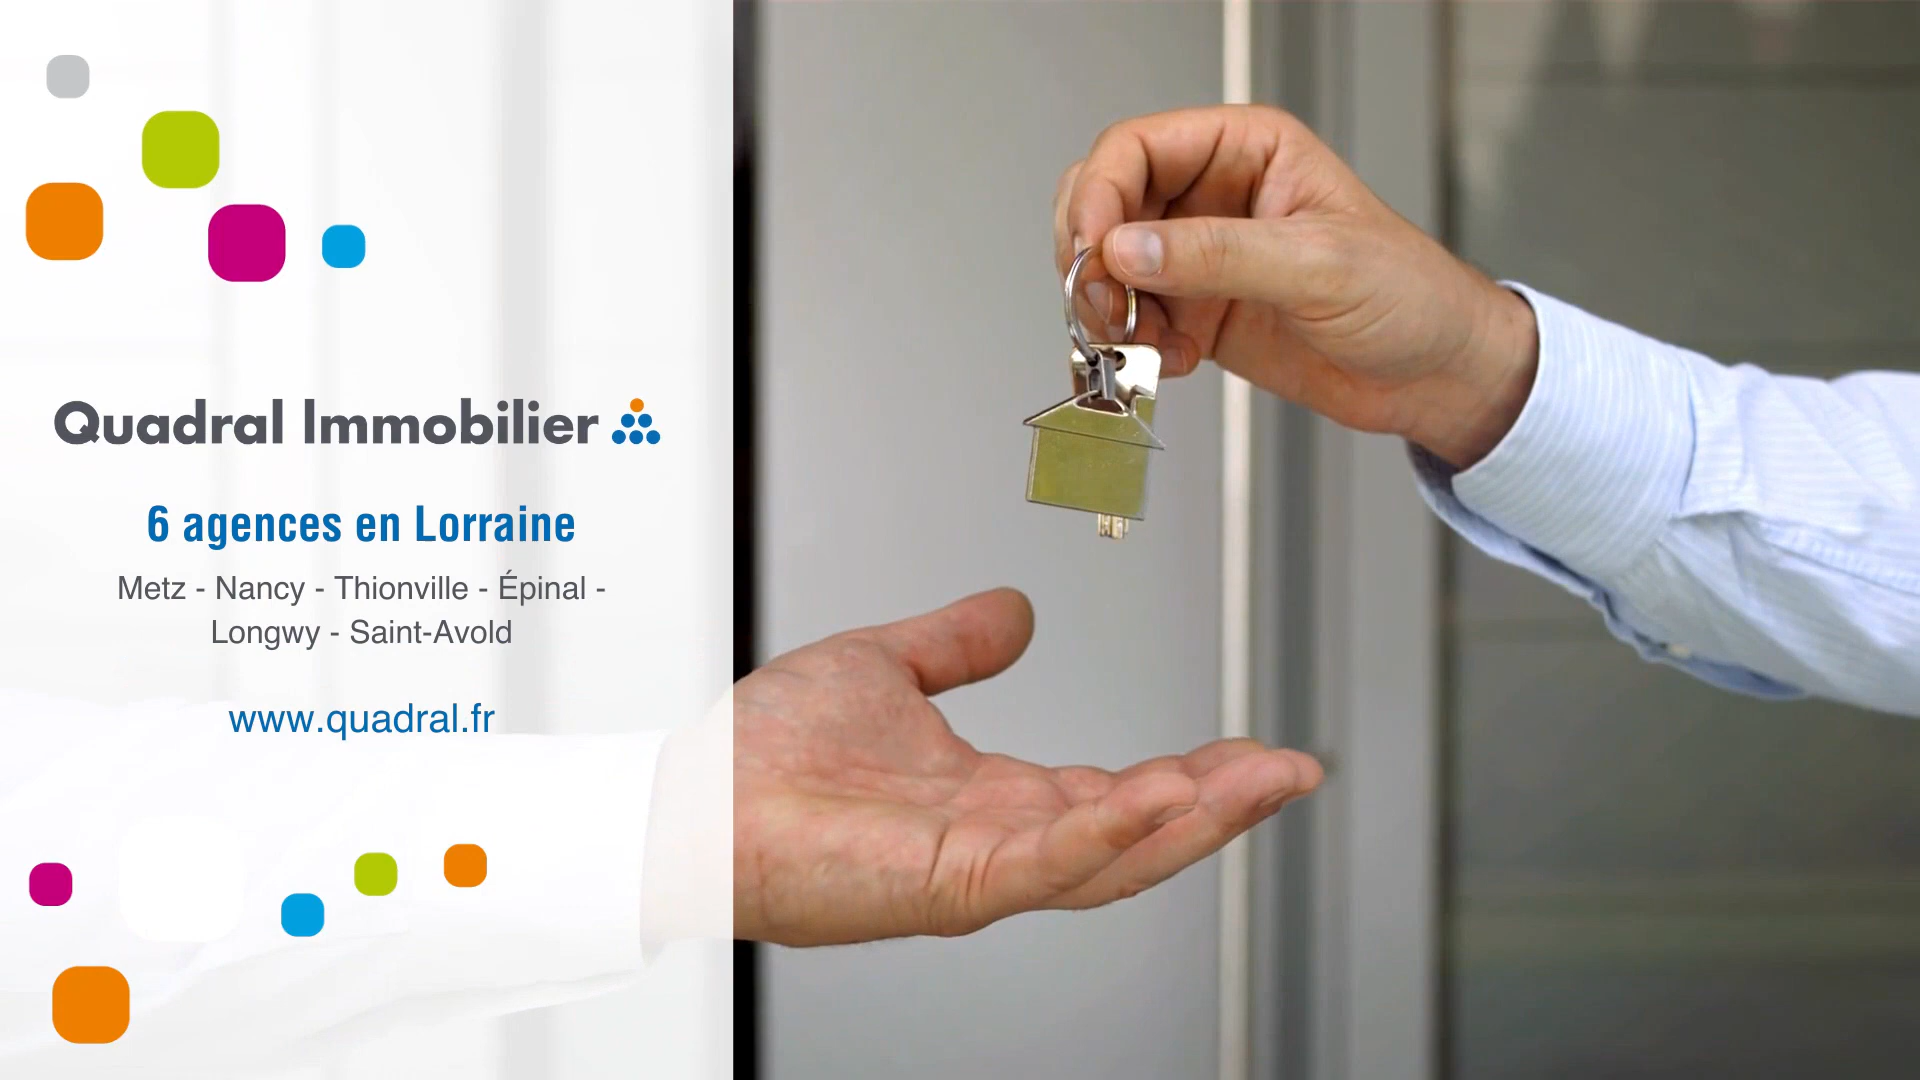 Quadral Immobilier
6 agences en Lorraine
Metz - Nancy - Thionville - Épinal -
Longwy - Saint-Avold
www.quadral.fr